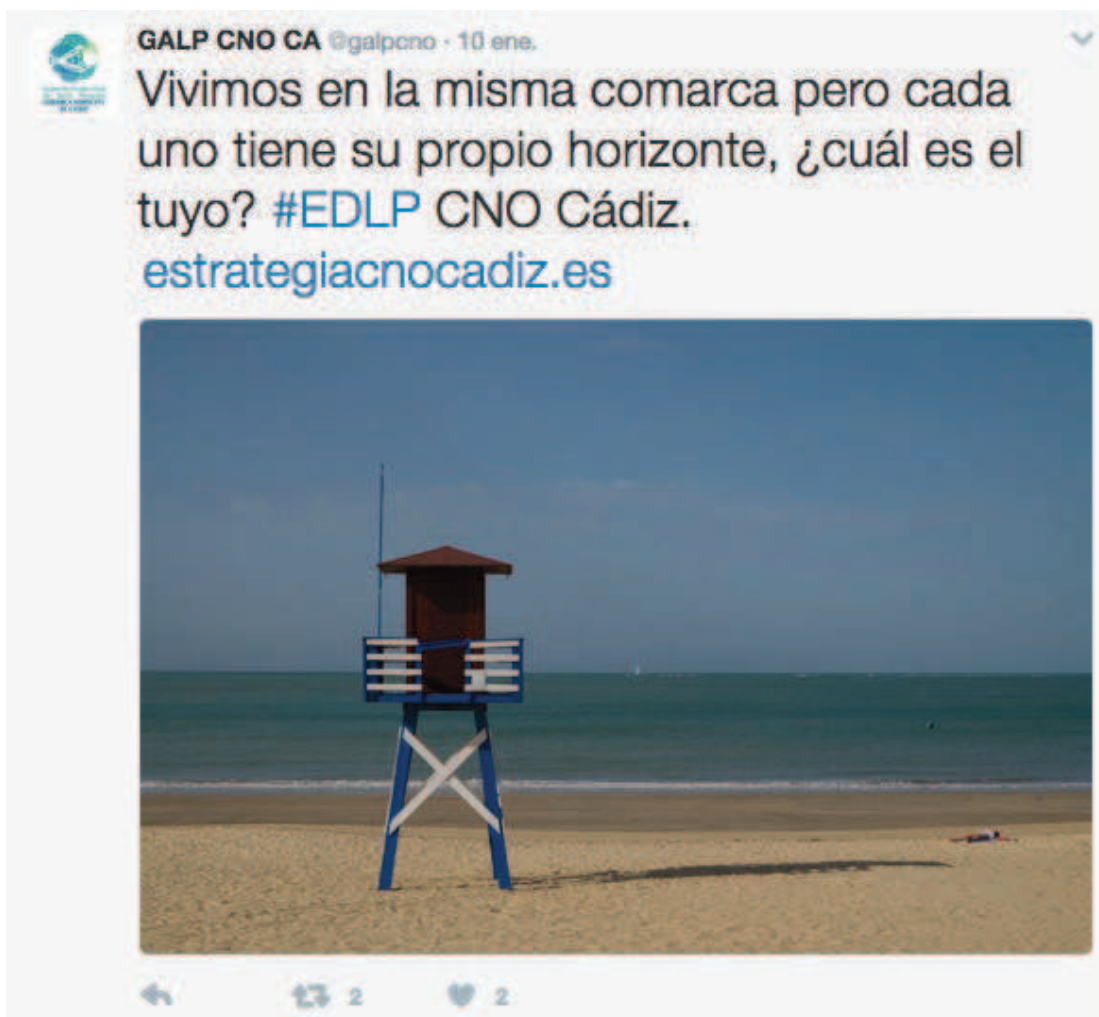 GALP CNO CA @galpcno · 10 ene.
Vivimos en la misma comarca pero cada
uno tiene su propio horizonte, ¿cuál es el
tuyo? #EDLP CNO Cádiz.
estrategiacnocadiz.es
2 2